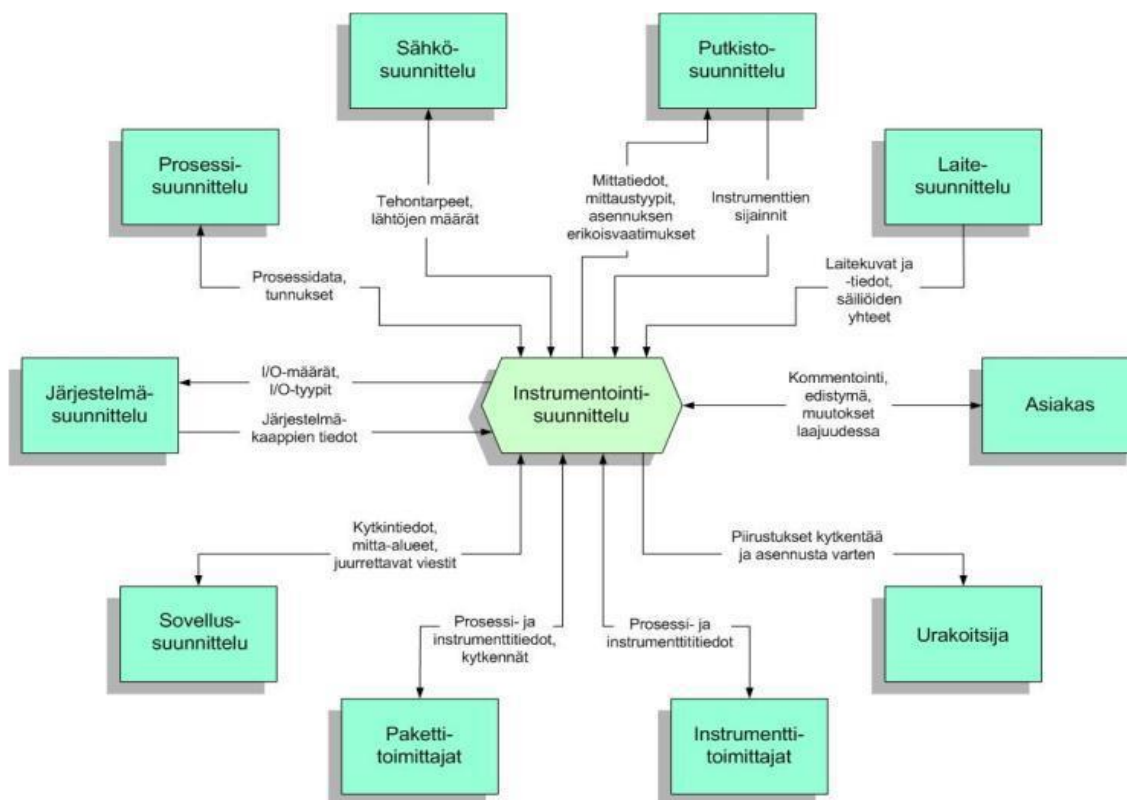 Sähkö-
suunnittelu
Putkisto-
suunnittelu
Prosessi-
suunnittelu
Laite-
suunnittelu
Tehontarpeet,
lähtöjen määrät
Mittatiedot,
mittaustyypit,
asennuksen
erikoisvaatimukset
Instrumenttien
sijainnit
Laitekuvat ja
-tiedot,
säiliöiden
yhteet
Prosessidata,
tunnukset
Järjestelmä-
suunnittelu
I/O-määrät,
I/O-tyypit
Järjestelmä-
kaappien tiedot
Instrumentointi-
suunnittelu
Kommentointi,
edistymä,
muutokset
laajuudessa
Asiakas
Kytkintiedot,
mitta-alueet,
juurrettavat viestit
Piirustukset kytkentää
ja asennusta varten
Sovellus-
suunnittelu
Prosessi- ja
instrumenttitiedot,
kytkennät
Prosessi- ja
instrumenttititiedot
Urakoitsija
Paketti-
toimittajat
Instrumentti-
toimittajat